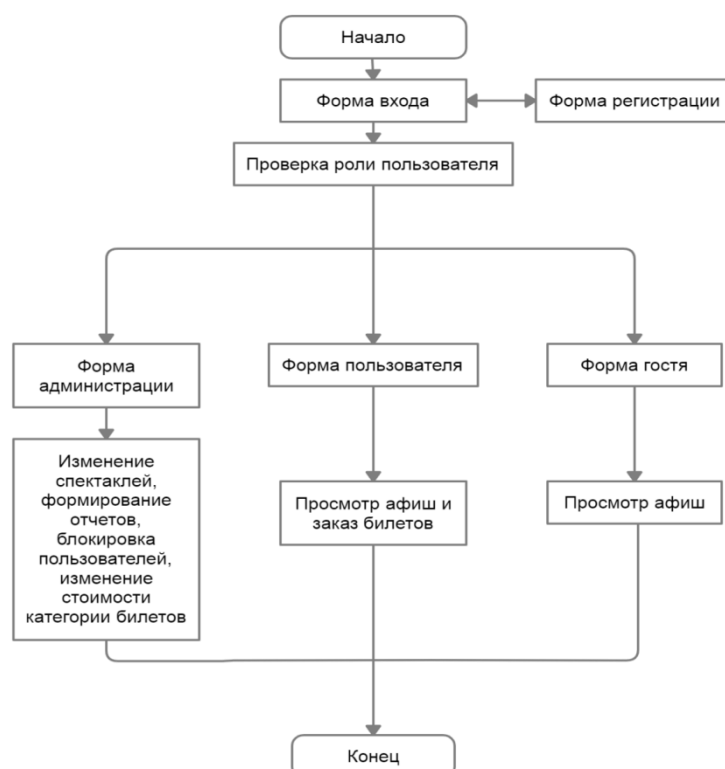 Начало
Форма входа
Форма регистрации
Проверка роли пользователя
Форма
администрации
Форма пользователя
Форма гостя
Изменение
спектаклей,
формирование
отчетов,
блокировка
пользователей,
изменение
стоимости
категории билетов
Просмотр афиш и
заказ билетов
Просмотр афиш
Конец